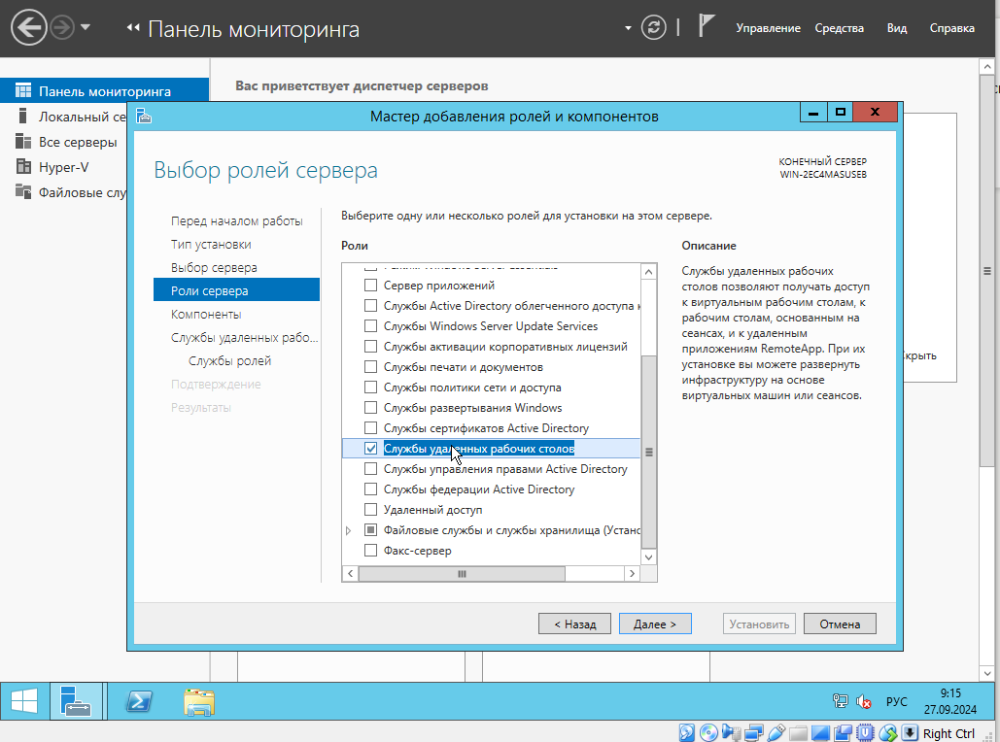 Панель мониторинга
Управление
Средства
Вид
Справка
Панель мониторинга
Локальный се
Все серверы
Hyper-V
Файловые слу
Вас приветствует диспетчер серверов
Мастер добавления ролей и компонентов
Выбор ролей сервера
КОНЕЧНЫЙ СЕРВЕР
WIN-2EC4MASUSEB
Перед началом работы
Тип установки
Выбор сервера
Роли сервера
Компоненты
Службы удаленных рабо...
Службы ролей
Подтверждение
Результаты
Выберите одну или несколько ролей для установки на этом сервере.
Роли
Сервер приложений
Службы Active Directory облегченного доступа к
Службы Windows Server Update Services
Службы активации корпоративных лицензий
Службы печати и документов
Службы политики сети и доступа
Службы развертывания Windows
Службы сертификатов Active Directory
Службы удаленных рабочих столов
Службы управления правами Active Directory
Службы федерации Active Directory
Удаленный доступ
Файловые службы и службы хранилища (Устано
Факс-сервер
Описание
Службы удаленных рабочих
столов позволяют получать доступ
к виртуальным рабочим столам, к
рабочим столам, основанным на
сеансах, и к удаленным
приложениям RemoteApp. При их
установке вы можете развернуть
инфраструктуру на основе
виртуальных машин или сеансов.
Скрыть
< Назад
Далее >
Установить
Отмена
РУС
9:15
27.09.2024
Right Ctrl